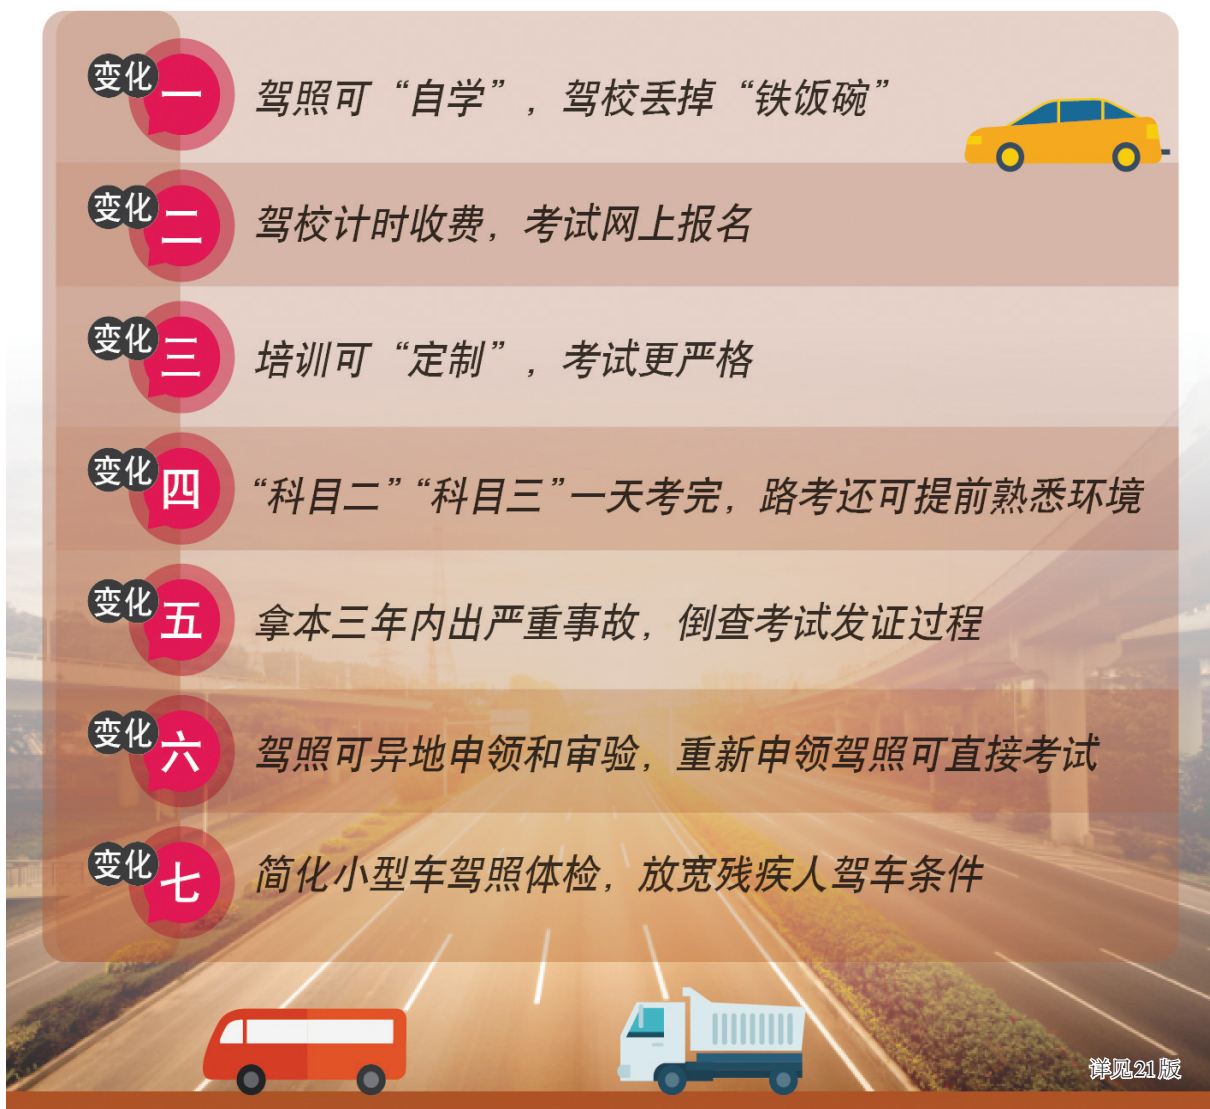 变化一 驾照可“自学”，驾校丢掉“铁饭碗”
变化二 驾校计时收费，考试网上报名
变化三 培训可“定制”，考试更严格
变化四 “科目二”“科目三”一天考完，路考还可提前熟悉环境
变化五 拿本三年内出严重事故，倒查考试发证过程
变化六 驾照可异地申领和审验，重新申领驾照可直接考试
变化七 简化小型车驾照体检，放宽残疾人驾车条件
详见21版